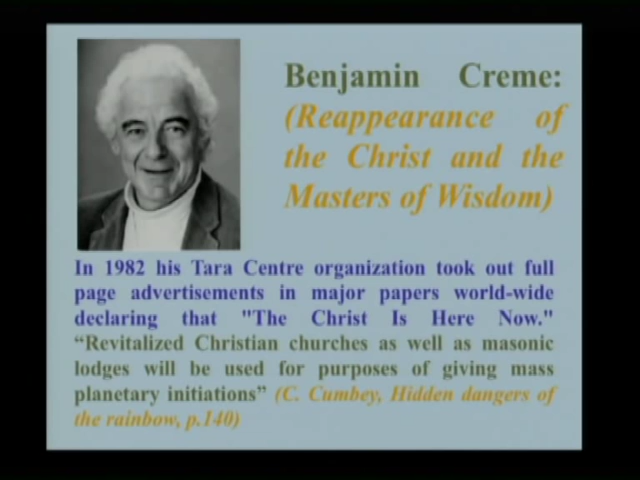 Benjamin Creme:
(Reappearance of
the Christ and the
Masters of Wisdom)
In 1982 his Tara Centre organization took out full
page advertisements in major papers world-wide
declaring that "The Christ Is Here Now."
“Revitalized Christian churches as well as masonic
lodges will be used for purposes of giving mass
planetary initiations” (C. Cumbey, Hidden dangers of
the rainbow, p.140)